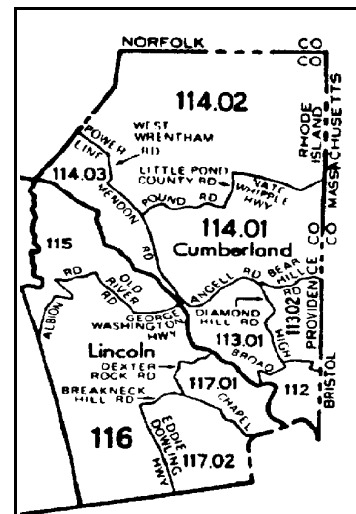 NORFOLK CO
CO
114.02
RHODE ISLAND
MASSACHUSETTS
WEST
WRENTHAM
RD
POWER
LINE
114.03
LITTLE POND
COUNTY RD
NATE
WHIPPLE
HWY
POUND RD
MENDON
RD
114.01
Cumberland
115
ALBION
RD
OLD
RIVER
RD
GEORGE
WASHINGTON
HWY
ANGELL RD
BEAR HILL
RD
DIAMOND
HILL RD
113.01
113.02
HIGH
BROAD
PROVIDENCE CO
BRISTOL CO
Lincoln
DEXTER
ROCK RD
BREAKNECK
HILL RD
117.01
CHAPEL
112
116
EDDIE
DOWLING
HWY
117.02